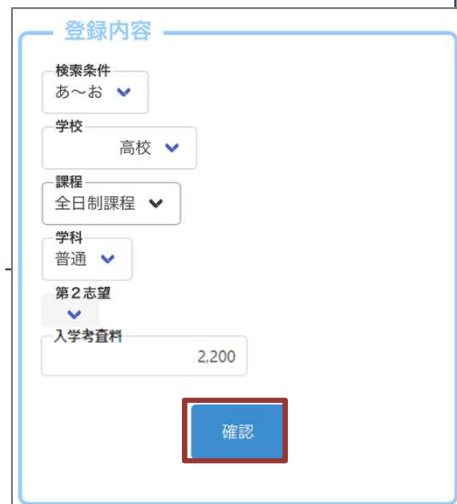 登録内容
検索条件
あ～お
学校
高校
課程
全日制課程
学科
普通
第２志望
入学考査料
2,200
確認